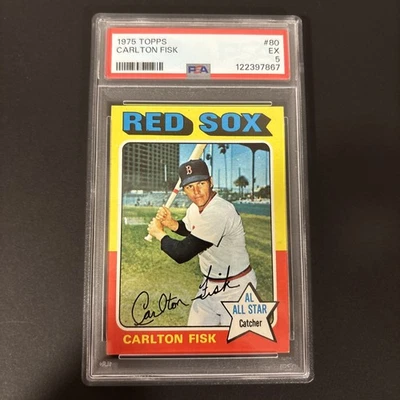 1975 TOPPS #80
CARLTON FISK EX
5
PSA 122397867
RED SOX
B
Carlton Fisk
AL
ALL STAR
Catcher
CARLTON FISK